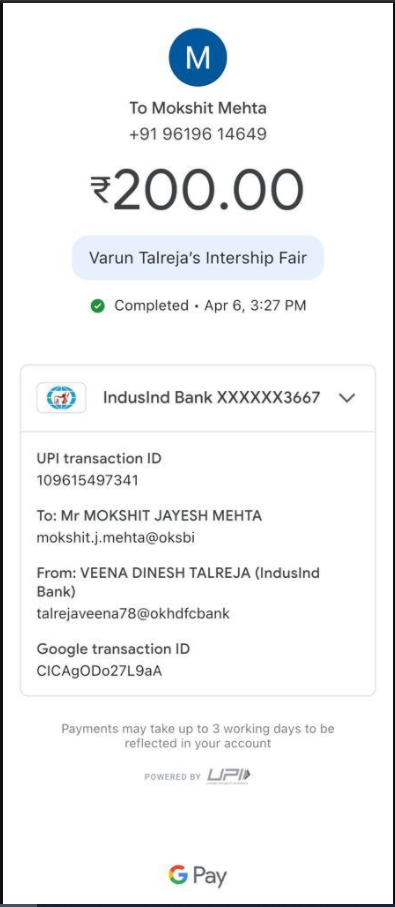 M
To Mokshit Mehta
+91 96196 14649
₹200.00
Varun Talreja's Intership Fair
Completed • Apr 6, 3:27 PM
IndusInd Bank XXXXXX3667
UPI transaction ID
109615497341
To: Mr MOKSHIT JAYESH MEHTA
mokshit.j.mehta@oksbi
From: VEENA DINESH TALREJA (IndusInd
Bank)
talrejaveena78@okhdfcbank
Google transaction ID
CICAgODo27L9aA
Payments may take up to 3 working days to be
reflected in your account
POWERED BY UPI
G Pay